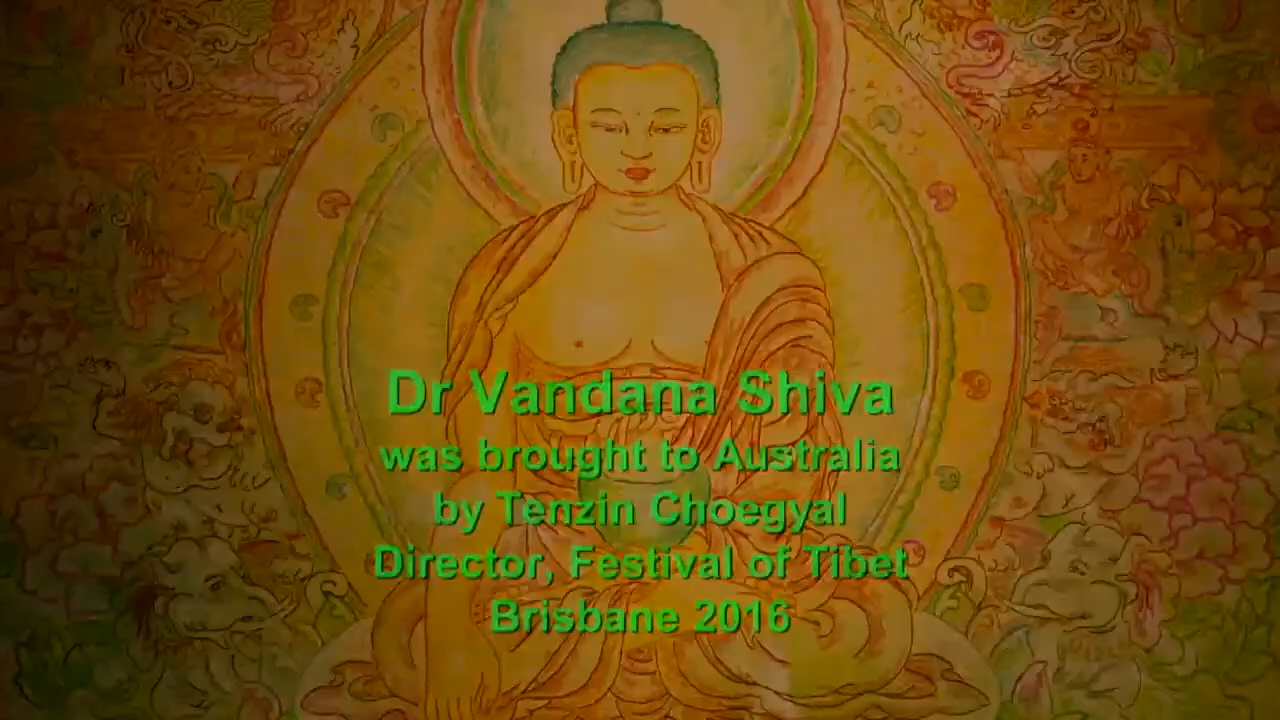 Dr Vandana Shiva
was brought to Australia
by Tenzin Choegyal
Director, Festival of Tibet
Brisbane 2016